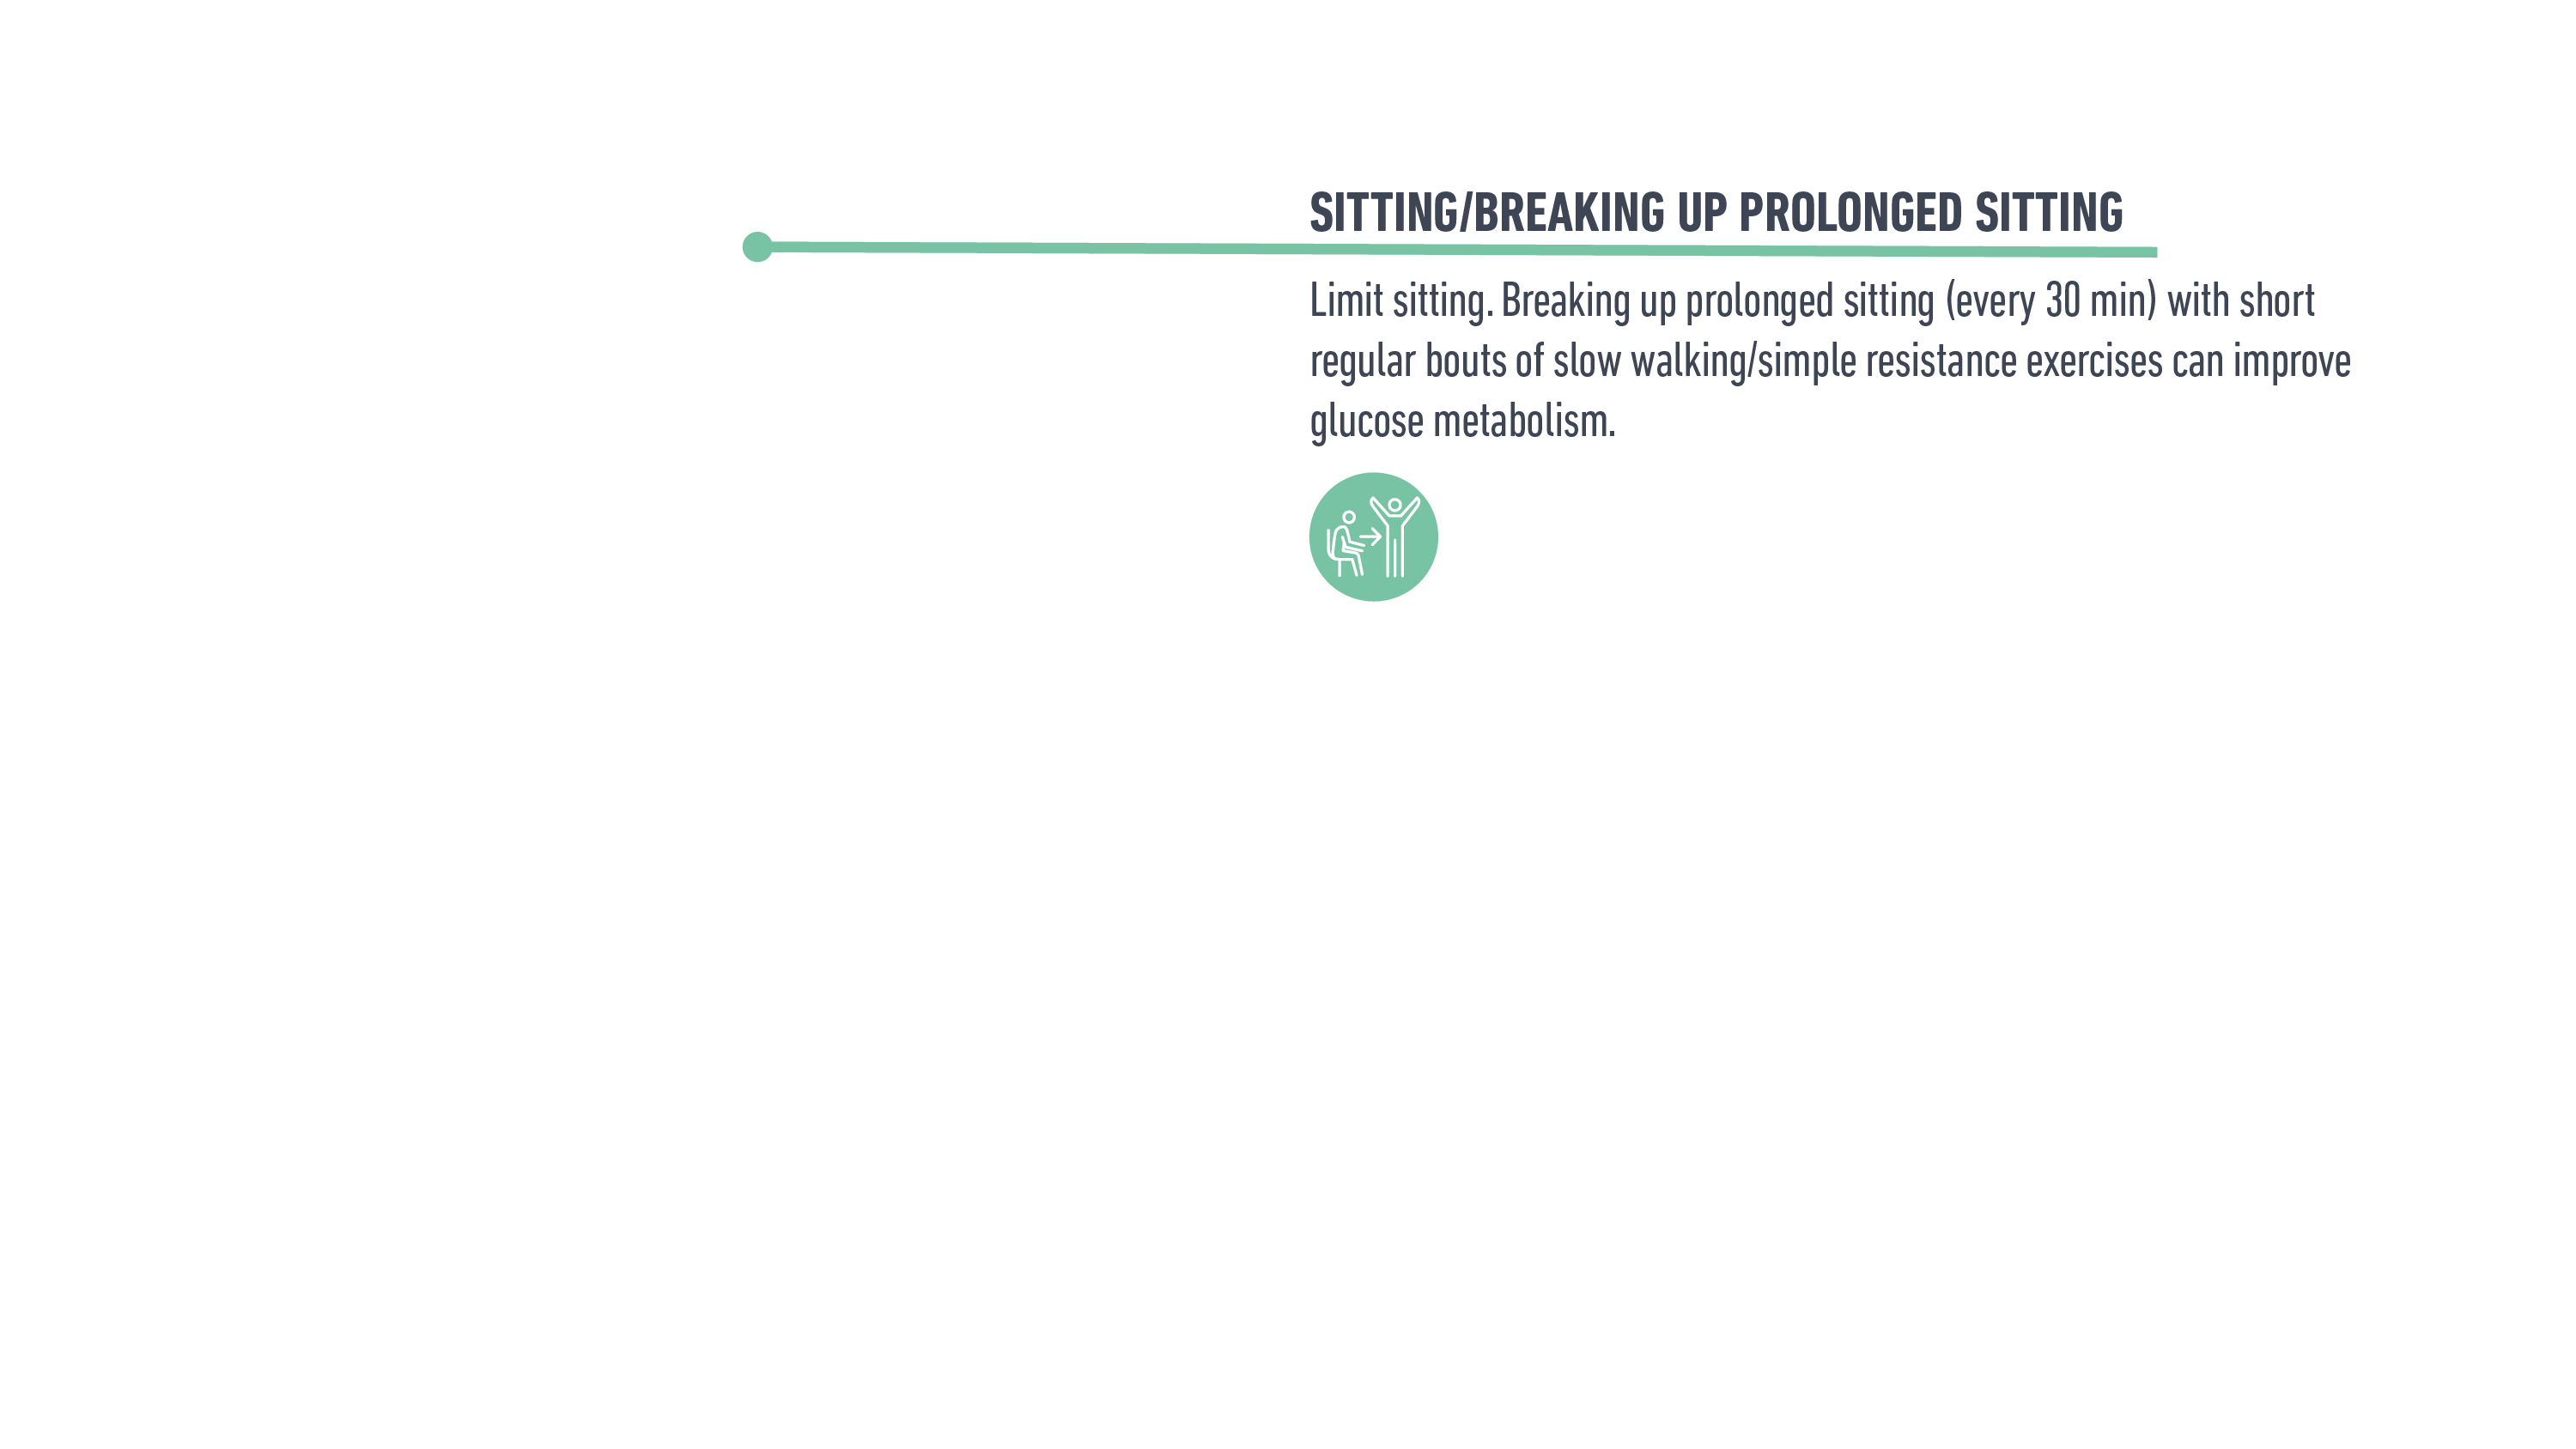 SITTING/BREAKING UP PROLONGED SITTING
Limit sitting. Breaking up prolonged sitting (every 30 min) with short
regular bouts of slow walking/simple resistance exercises can improve
glucose metabolism.